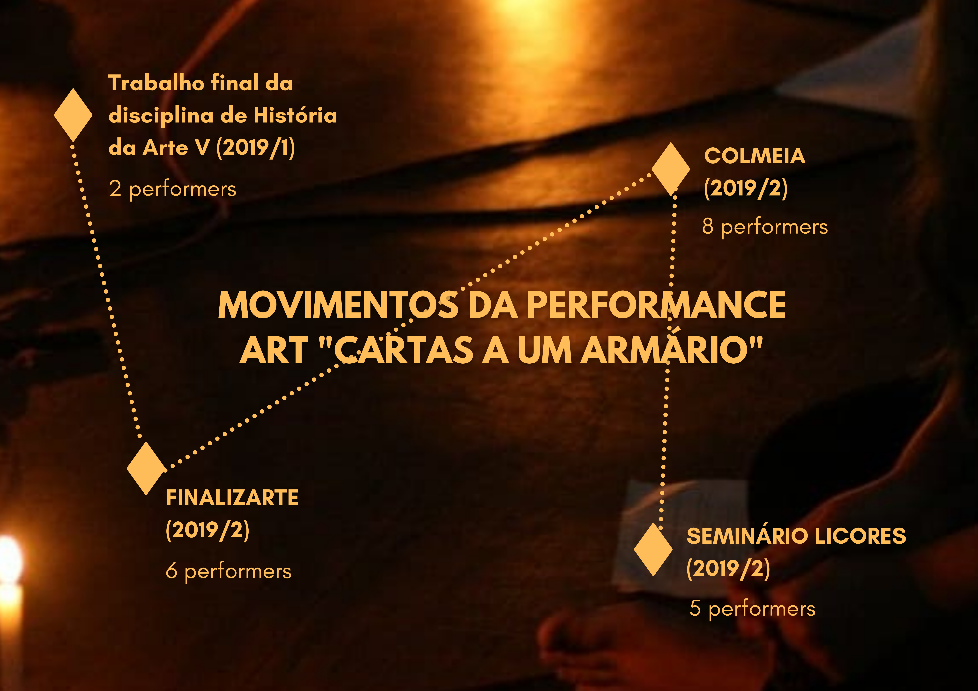 Trabalho final da
disciplina de História
da Arte V (2019/1)
2 performers
COLMEIA
(2019/2)
8 performers
MOVIMENTOS DA PERFORMANCE
ART "CARTAS A UM ARMÁRIO"
FINALIZARTE
(2019/2)
6 performers
SEMINÁRIO LICORES
(2019/2)
5 performers